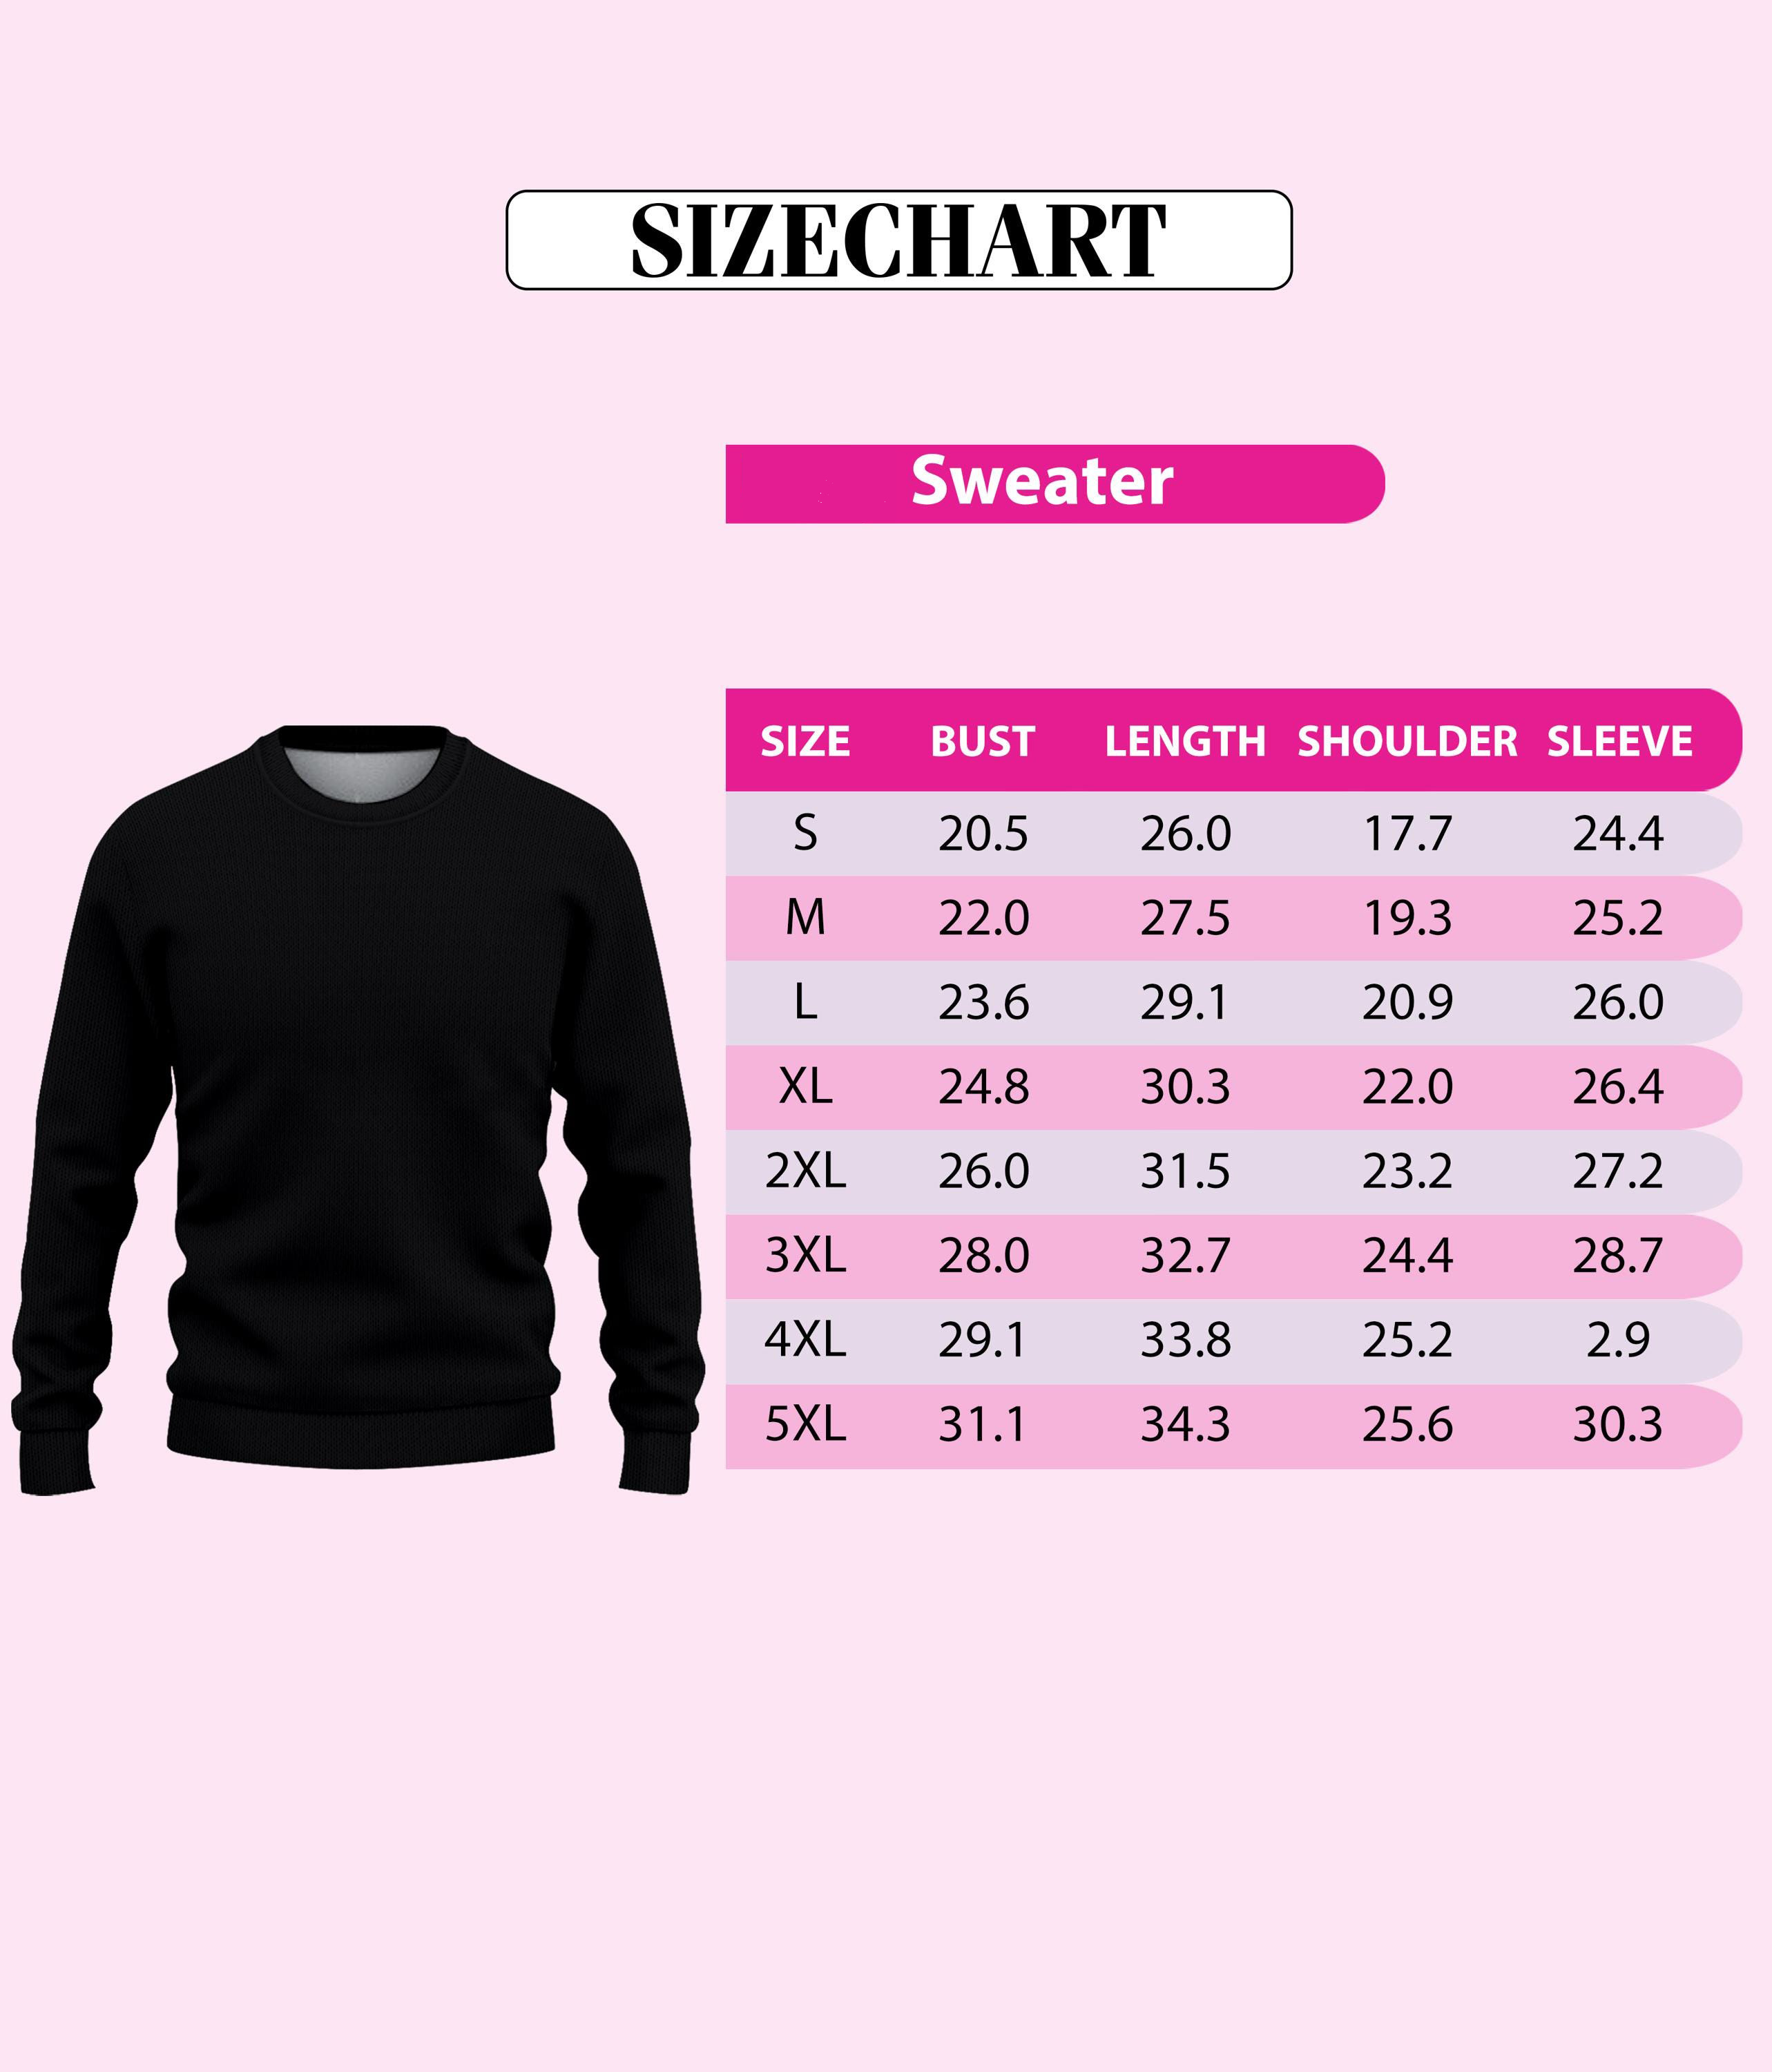 SIZECHART
Sweater
SIZE BUST LENGTH SHOULDER SLEEVE
S 20.5 26.0 17.7 24.4
M 22.0 27.5 19.3 25.2
L 23.6 29.1 20.9 26.0
XL 24.8 30.3 22.0 26.4
2XL 26.0 31.5 23.2 27.2
3XL 28.0 32.7 24.4 28.7
4XL 29.1 33.8 25.2 2.9
5XL 31.1 34.3 25.6 30.3